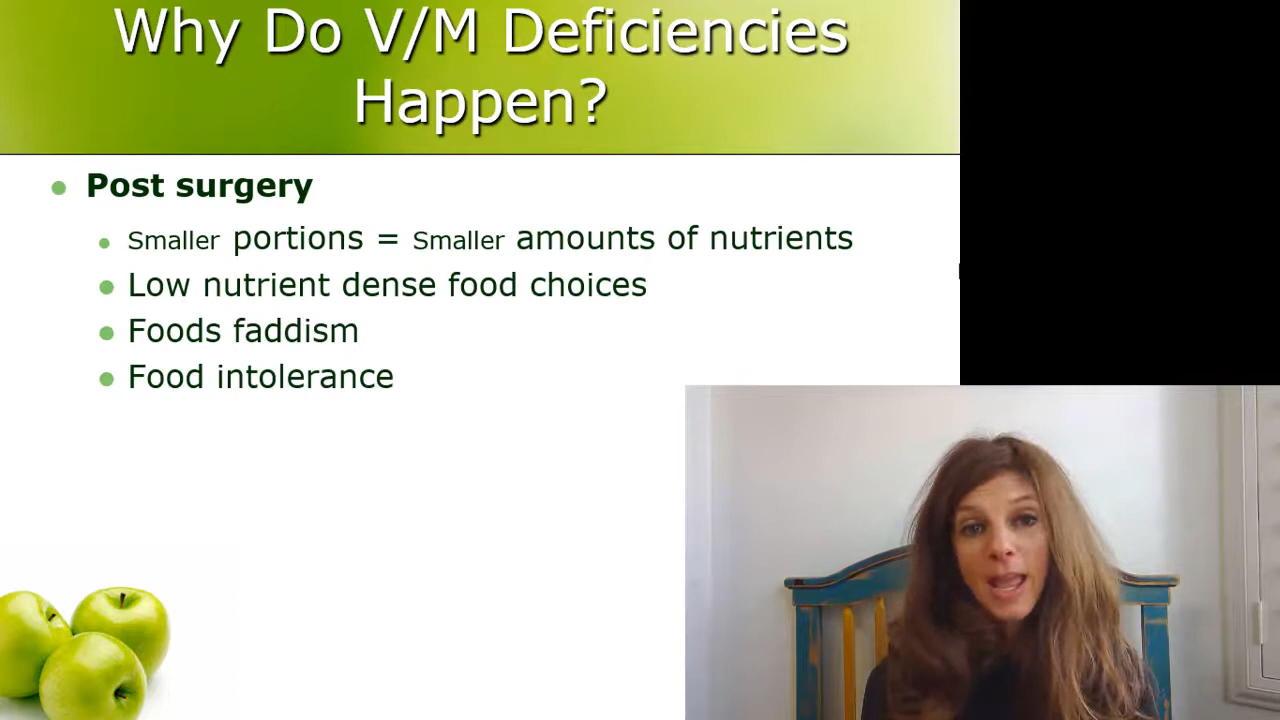 Why Do V/M Deficiencies
Happen?
Post surgery
Smaller portions = Smaller amounts of nutrients
Low nutrient dense food choices
Foods faddism
Food intolerance